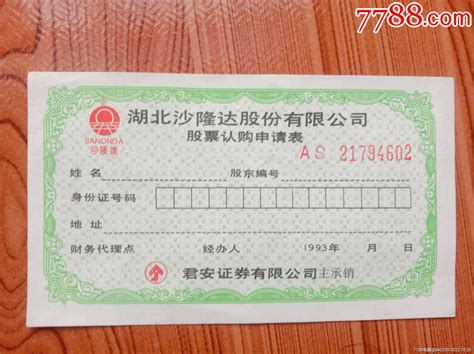 7788.com
湖北沙隆达股份有限公司
SANONDA
沙隆达
股票认购申请表
AS 21794602
姓名 股东编号
身份证号码
地址
财务代理点 经办人 1993年 月 日
君安证券有限公司主承销